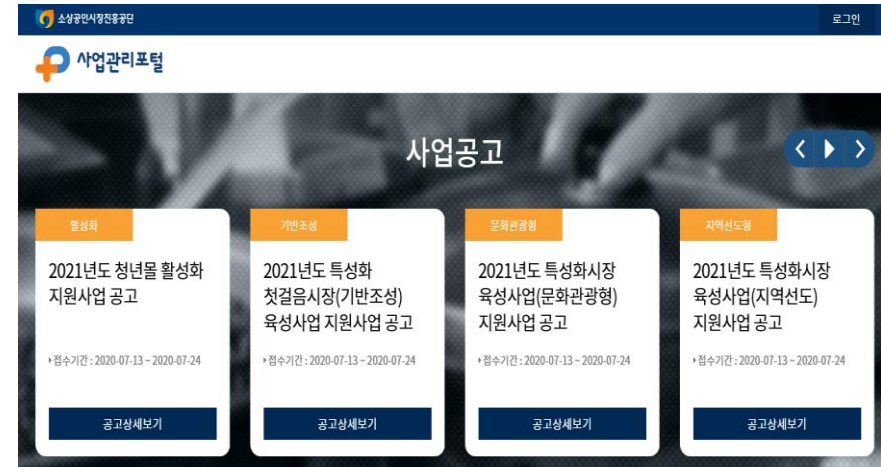 소상공인시장진흥공단
로그인
사업관리포털
사업공고
활성화
2021년도 청년몰 활성화
지원사업 공고
접수기간 : 2020-07-13 ~ 2020-07-24
공고상세보기
기반조성
2021년도 특성화
첫걸음시장(기반조성)
육성사업 지원사업 공고
접수기간 : 2020-07-13 ~ 2020-07-24
공고상세보기
문화관광형
2021년도 특성화시장
육성사업(문화관광형)
지원사업 공고
접수기간 : 2020-07-13 ~ 2020-07-24
공고상세보기
지역선도형
2021년도 특성화시장
육성사업(지역선도)
지원사업 공고
접수기간 : 2020-07-13 ~ 2020-07-24
공고상세보기